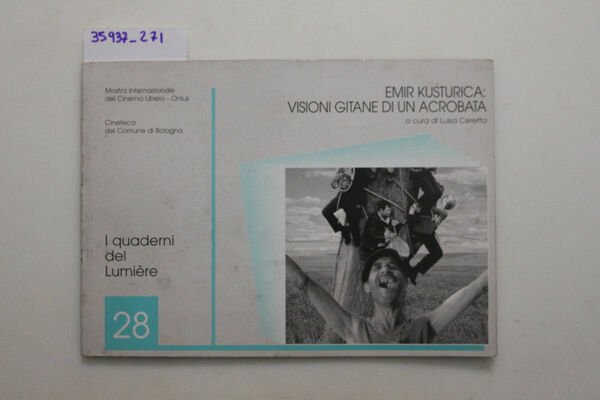 35937_271
Mostra Internazionale
del Cinema Libero - Onlus
Cineteca
del Comune di Bologna
EMIR KUSTURICA:
VISIONI GITANE DI UN ACROBATA
a cura di Luisa Ceretto
I quaderni
del
Lumière
28